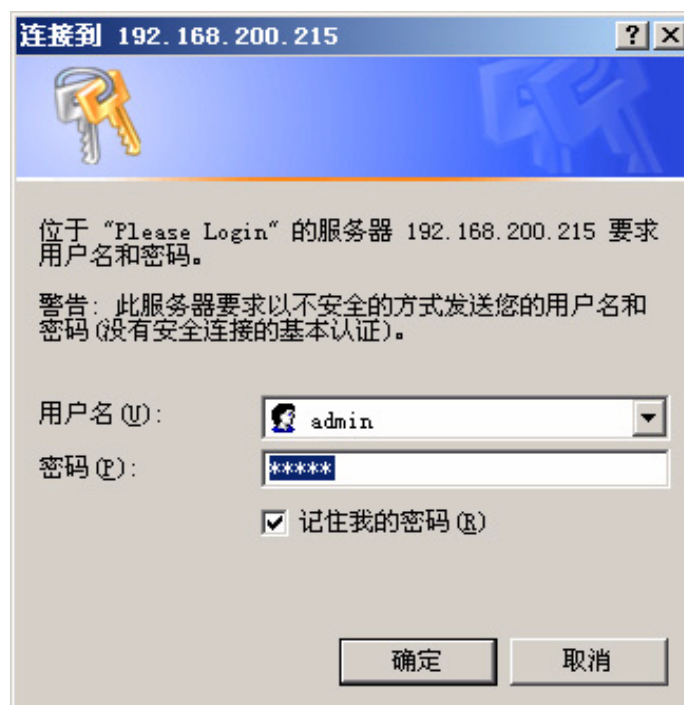 连接到 192.168.200.215
位于 “Please Login” 的服务器 192.168.200.215 要求
用户名和密码。
警告: 此服务器要求以不安全的方式发送您的用户名和
密码(没有安全连接的基本认证)。
用户名(U):
admin
密码(P):
*****
记住我的密码(R)
确定
取消